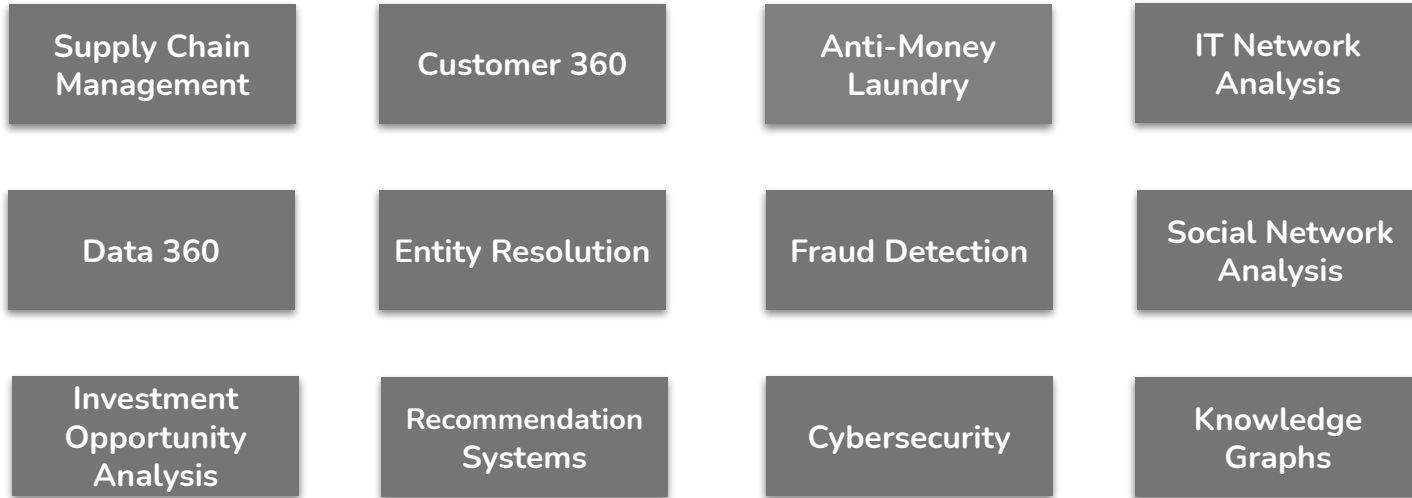 Supply Chain
Management
Customer 360
Anti-Money
Laundry
IT Network
Analysis
Data 360
Entity Resolution
Fraud Detection
Social Network
Analysis
Investment
Opportunity
Analysis
Recommendation
Systems
Cybersecurity
Knowledge
Graphs